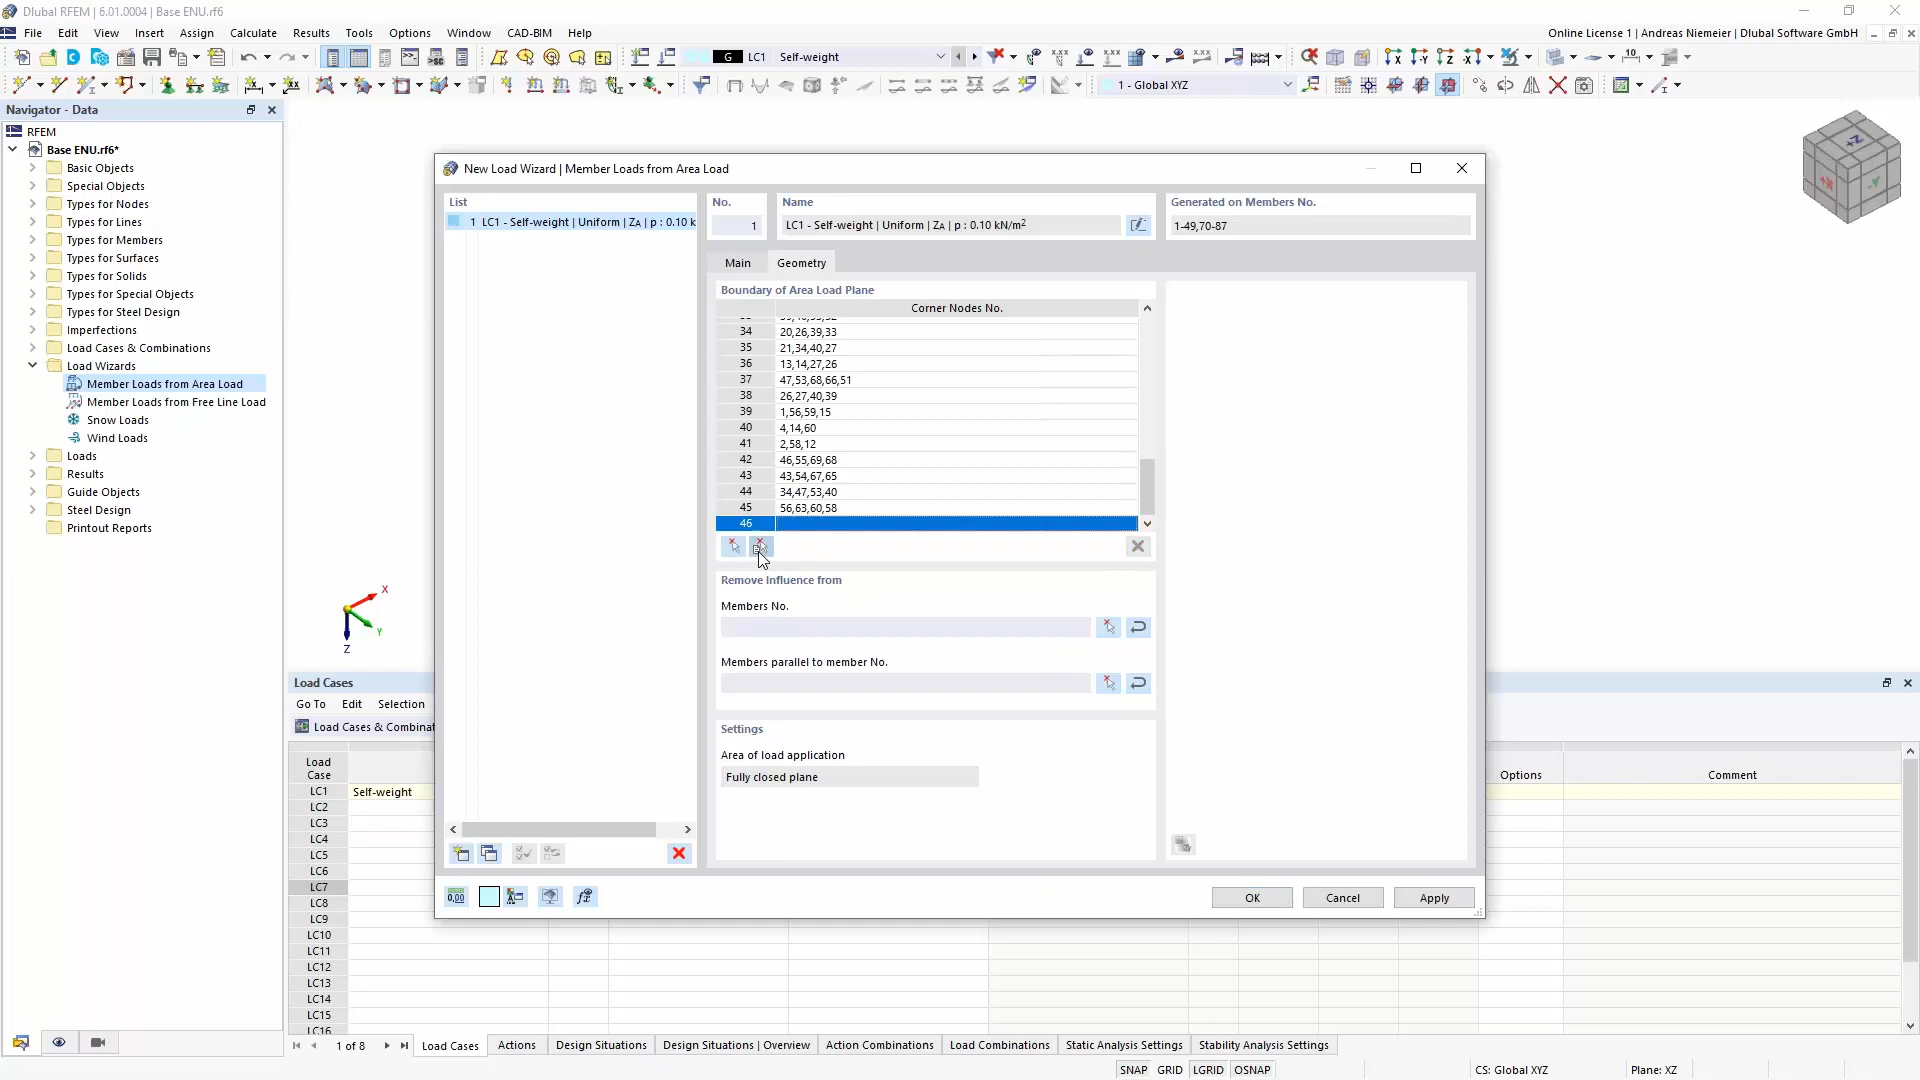 Dlubal RFEM | 6.01.0004 | Base ENU.rf6
File Edit View Insert Assign Calculate Results Tools Options Window CAD-BIM Help
Online License 1 | Andreas Niemeier | Dlubal Software GmbH
G LC1 Self-weight
1 - Global XYZ
Navigator - Data
RFEM
Base ENU.rf6*
Basic Objects
Special Objects
Types for Nodes
Types for Lines
Types for Members
Types for Surfaces
Types for Solids
Types for Special Objects
Types for Steel Design
Imperfections
Load Cases & Combinations
Load Wizards
Member Loads from Area Load
Member Loads from Free Line Load
Snow Loads
Wind Loads
Loads
Results
Guide Objects
Steel Design
Printout Reports
New Load Wizard | Member Loads from Area Load
List
1 LC1 - Self-weight | Uniform | ZA | p : 0.10 k
No.
1
Name
LC1 - Self-weight | Uniform | ZA | p : 0.10 kN/m²
Generated on Members No.
1-49,70-87
Main Geometry
Boundary of Area Load Plane
Corner Nodes No.
34 20,26,39,33
35 21,34,40,27
36 13,14,27,26
37 47,53,68,66,51
38 26,27,40,39
39 1,56,59,15
40 4,14,60
41 2,58,12
42 46,55,69,68
43 43,54,67,65
44 34,47,53,40
45 56,63,60,58
46
Remove Influence from
Members No.
Members parallel to member No.
Settings
Area of load application
Fully closed plane
OK Cancel Apply
X
Y
Z
+Z
+X
-Y
Load Cases
Go To Edit Selection
Load Cases & Combinat
Load
Case
Options Comment
LC1 Self-weight
LC2
LC3
LC4
LC5
LC6
LC7
LC8
LC9
LC10
LC11
LC12
LC13
LC14
LC15
LC16
1 of 8 Load Cases Actions Design Situations Design Situations | Overview Action Combinations Load Combinations Static Analysis Settings Stability Analysis Settings
SNAP GRID LGRID OSNAP CS: Global XYZ Plane: XZ